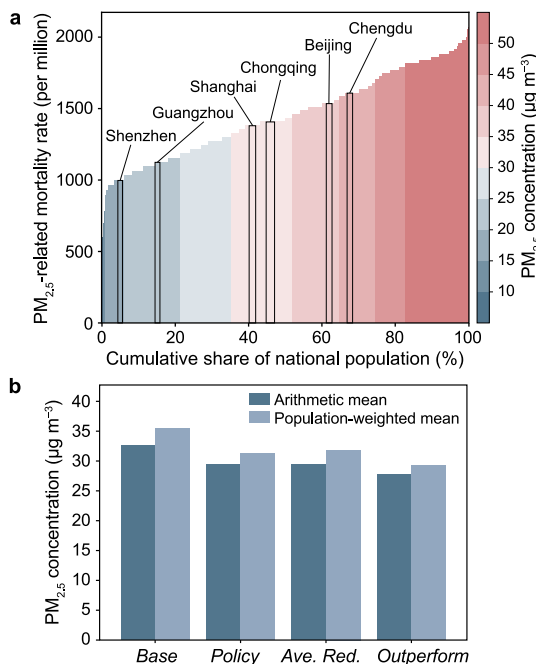 a
PM2.5-related mortality rate (per million)
2000
1500
1000
500
0
Shenzhen
Guangzhou
Shanghai
Chongqing
Beijing
Chengdu
0 20 40 60 80 100
Cumulative share of national population (%)
50
45
40
35
30
25
20
15
10
PM2.5 concentration (µg m−3)
b
PM2.5 concentration (µg m−3)
40
35
30
25
20
15
10
5
0
Arithmetic mean
Population-weighted mean
Base Policy Ave. Red. Outperform